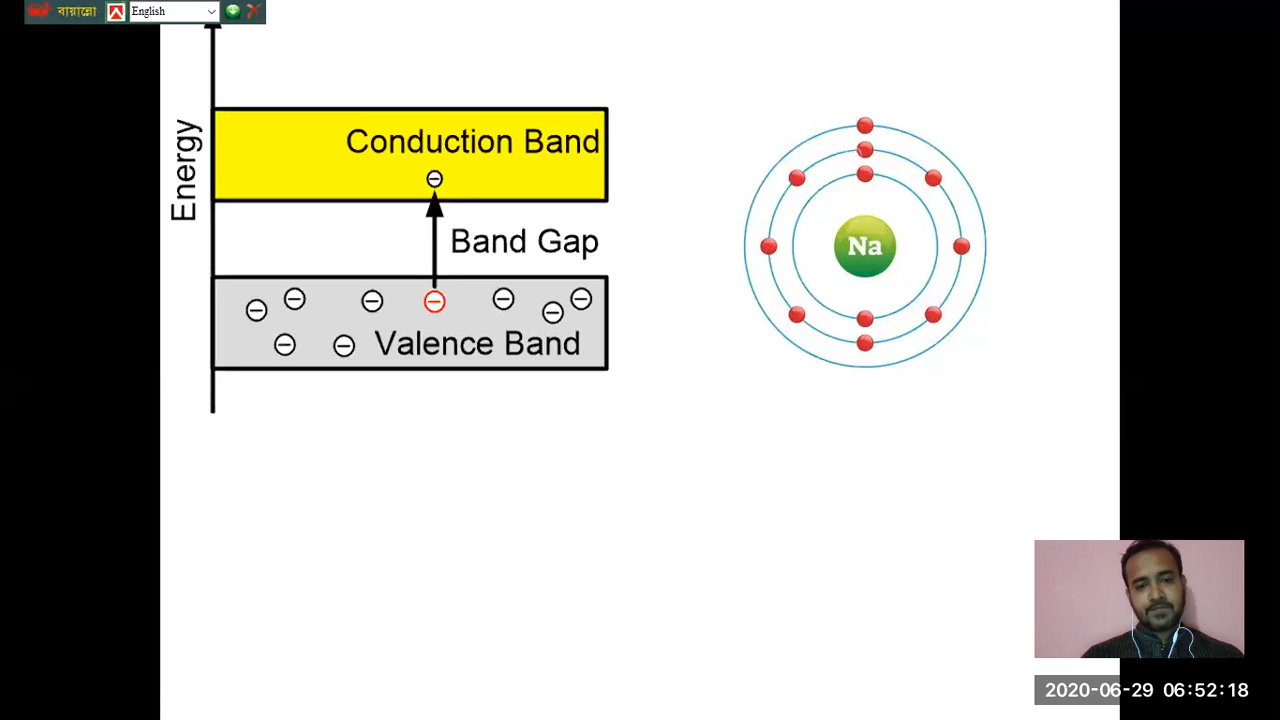 বায়ান্নো English
Energy
Conduction Band
Band Gap
Valence Band
Na
2020-06-29 06:52:18